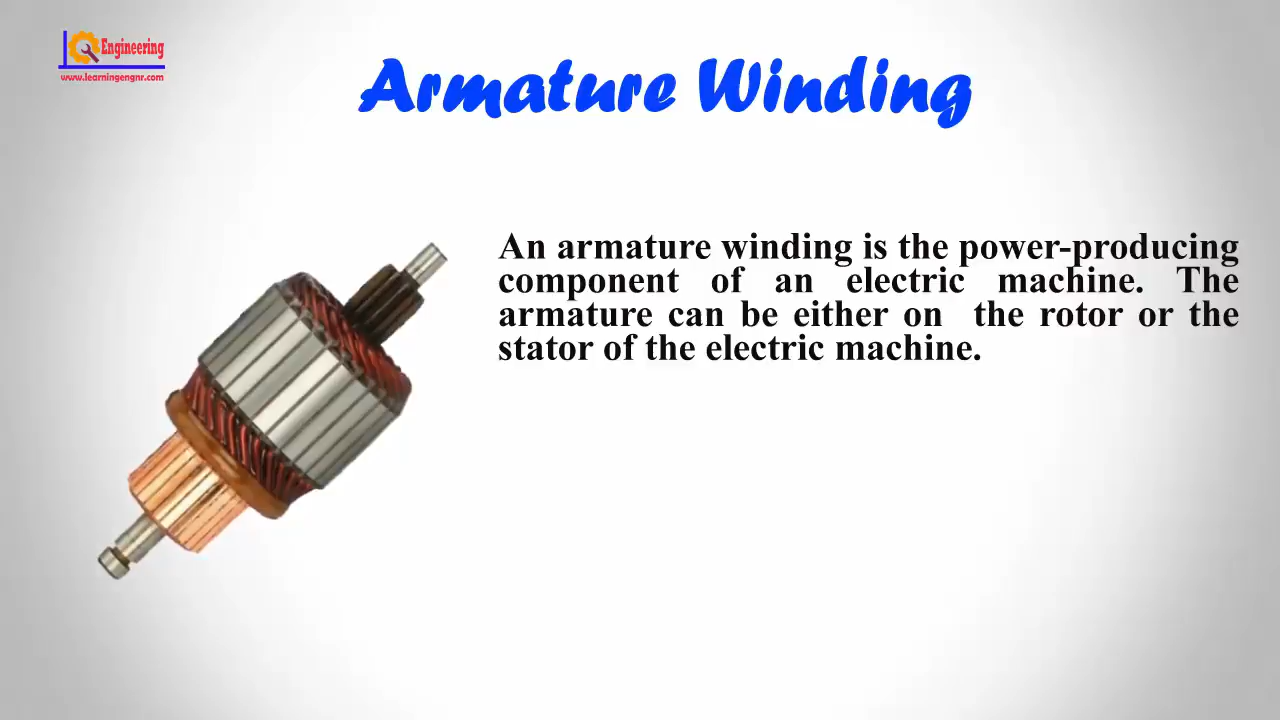 Engineering
www.learningengnr.com
Armature Winding
An armature winding is the power-producing
component of an electric machine. The
armature can be either on the rotor or the
stator of the electric machine.